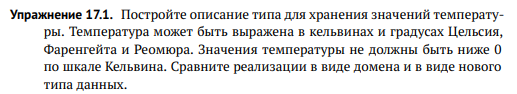 Упражнение 17.1. Постройте описание типа для хранения значений температу-
ры. Температура может быть выражена в кельвинах и градусах Цельсия,
Фаренгейта и Реомюра. Значения температуры не должны быть ниже 0
по шкале Кельвина. Сравните реализации в виде домена и в виде нового
типа данных.